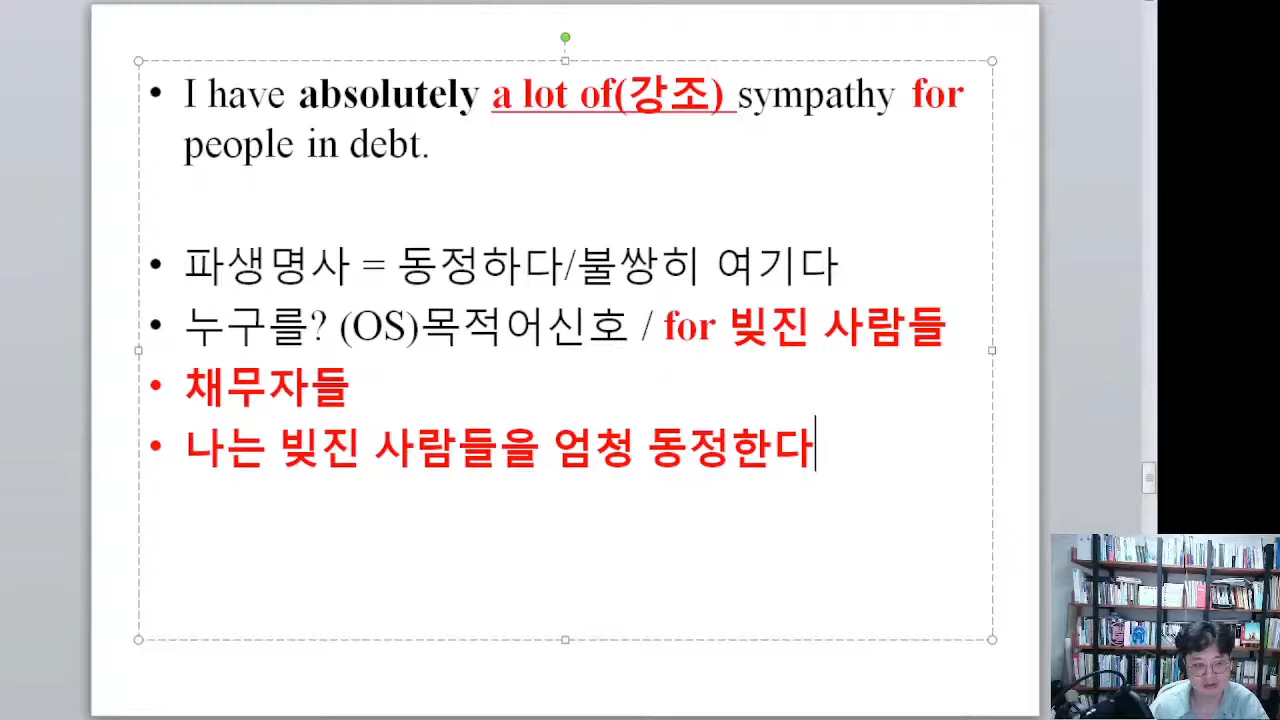 • I have absolutely a lot of(강조) sympathy for
people in debt.
• 파생명사 = 동정하다/불쌍히 여기다
• 누구를? (OS)목적어신호 / for 빚진 사람들
• 채무자들
• 나는 빚진 사람들을 엄청 동정한다